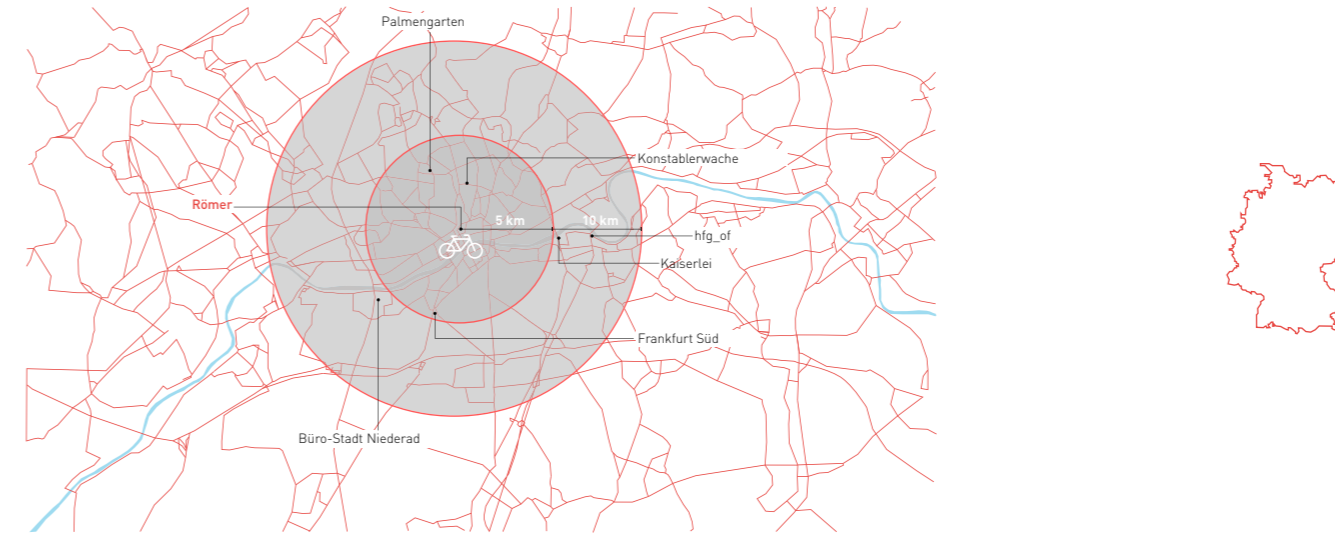 Palmengarten
Konstablerwache
Römer
5 km
10 km
hfg_of
Kaiserlei
Frankfurt Süd
Büro-Stadt Niederad